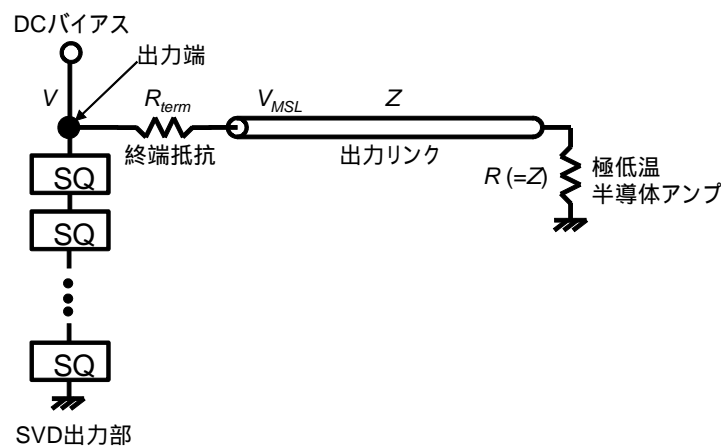 DCバイアス
出力端
V
R_term
V_MSL
Z
終端抵抗
出力リンク
R (=Z)
極低温
半導体アンプ
SQ
SQ
SQ
SVD出力部